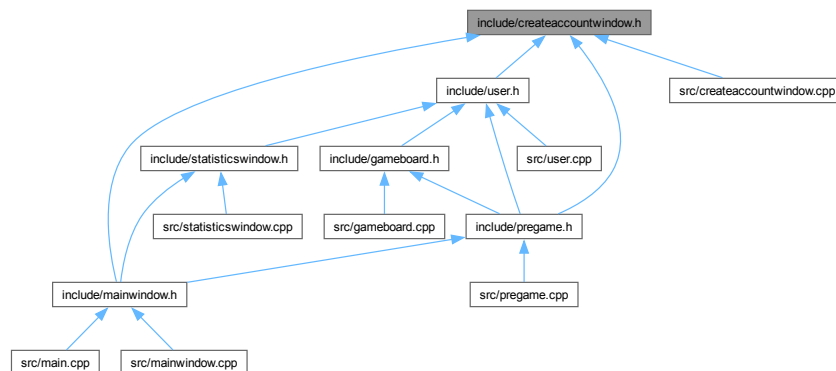 include/createaccountwindow.h
include/user.h
src/createaccountwindow.cpp
include/statisticswindow.h
include/gameboard.h
src/user.cpp
src/statisticswindow.cpp
src/gameboard.cpp
include/pregame.h
include/mainwindow.h
src/pregame.cpp
src/main.cpp
src/mainwindow.cpp